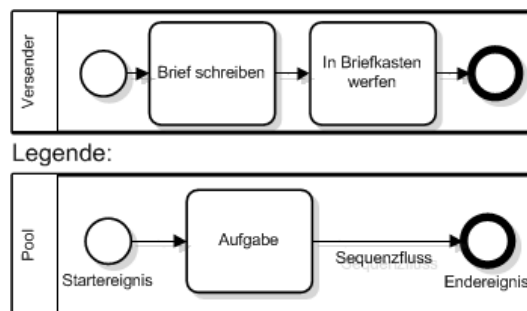 Versender
Brief schreiben
In Briefkasten
werfen
Legende:
Pool
Startereignis
Aufgabe
Sequenzfluss
Endereignis